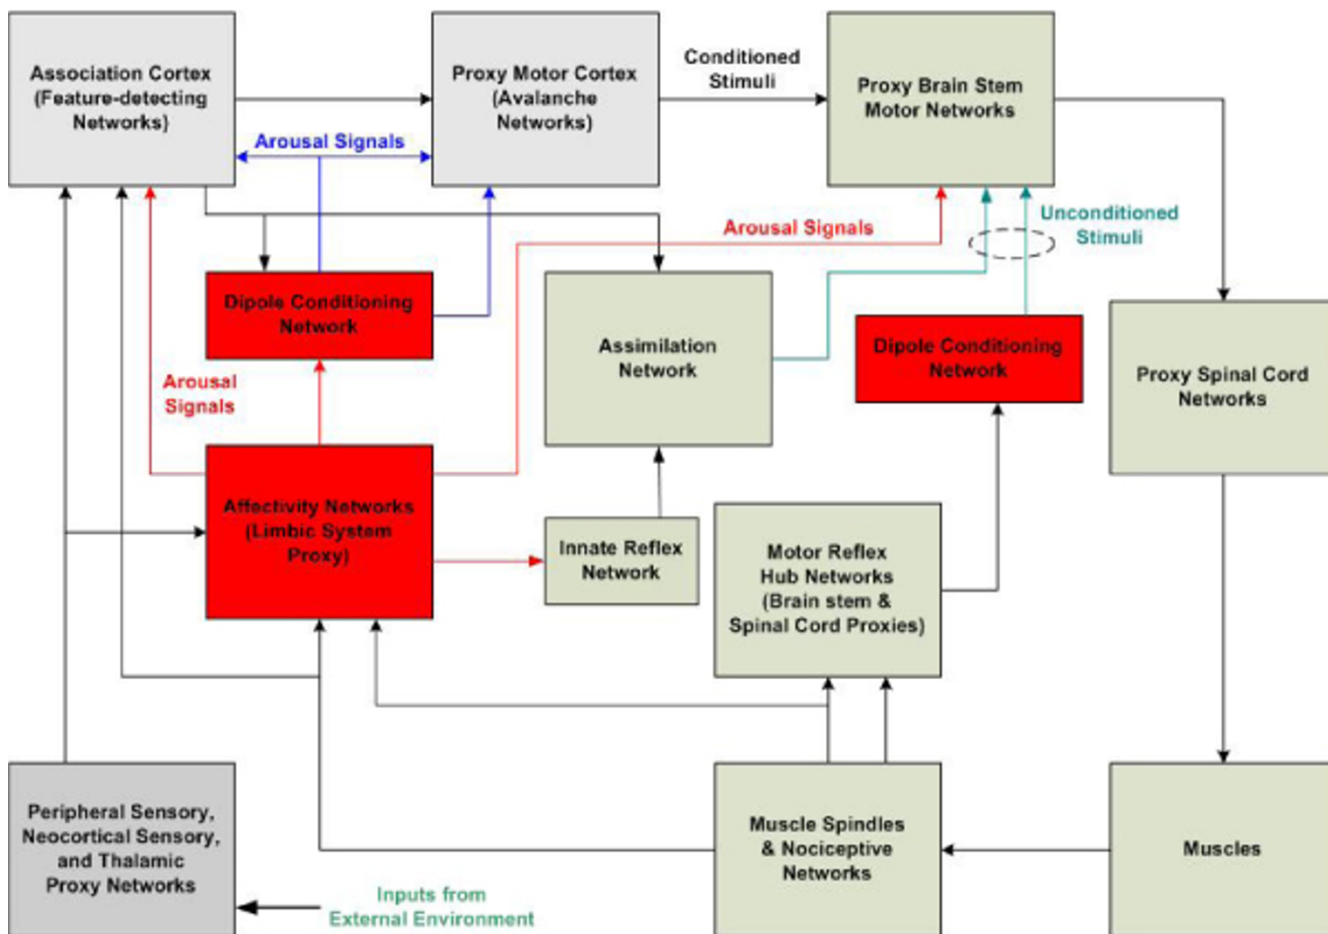 Association Cortex
(Feature-detecting
Networks)
Proxy Motor Cortex
(Avalanche
Networks)
Conditioned
Stimuli
Proxy Brain Stem
Motor Networks
Arousal Signals
Arousal Signals
Unconditioned
Stimuli
Dipole Conditioning
Network
Assimilation
Network
Dipole Conditioning
Network
Proxy Spinal Cord
Networks
Arousal
Signals
Affectivity Networks
(Limbic System
Proxy)
Innate Reflex
Network
Motor Reflex
Hub Networks
(Brain stem &
Spinal Cord Proxies)
Peripheral Sensory,
Neocortical Sensory,
and Thalamic
Proxy Networks
Muscle Spindles
& Nociceptive
Networks
Muscles
Inputs from
External Environment